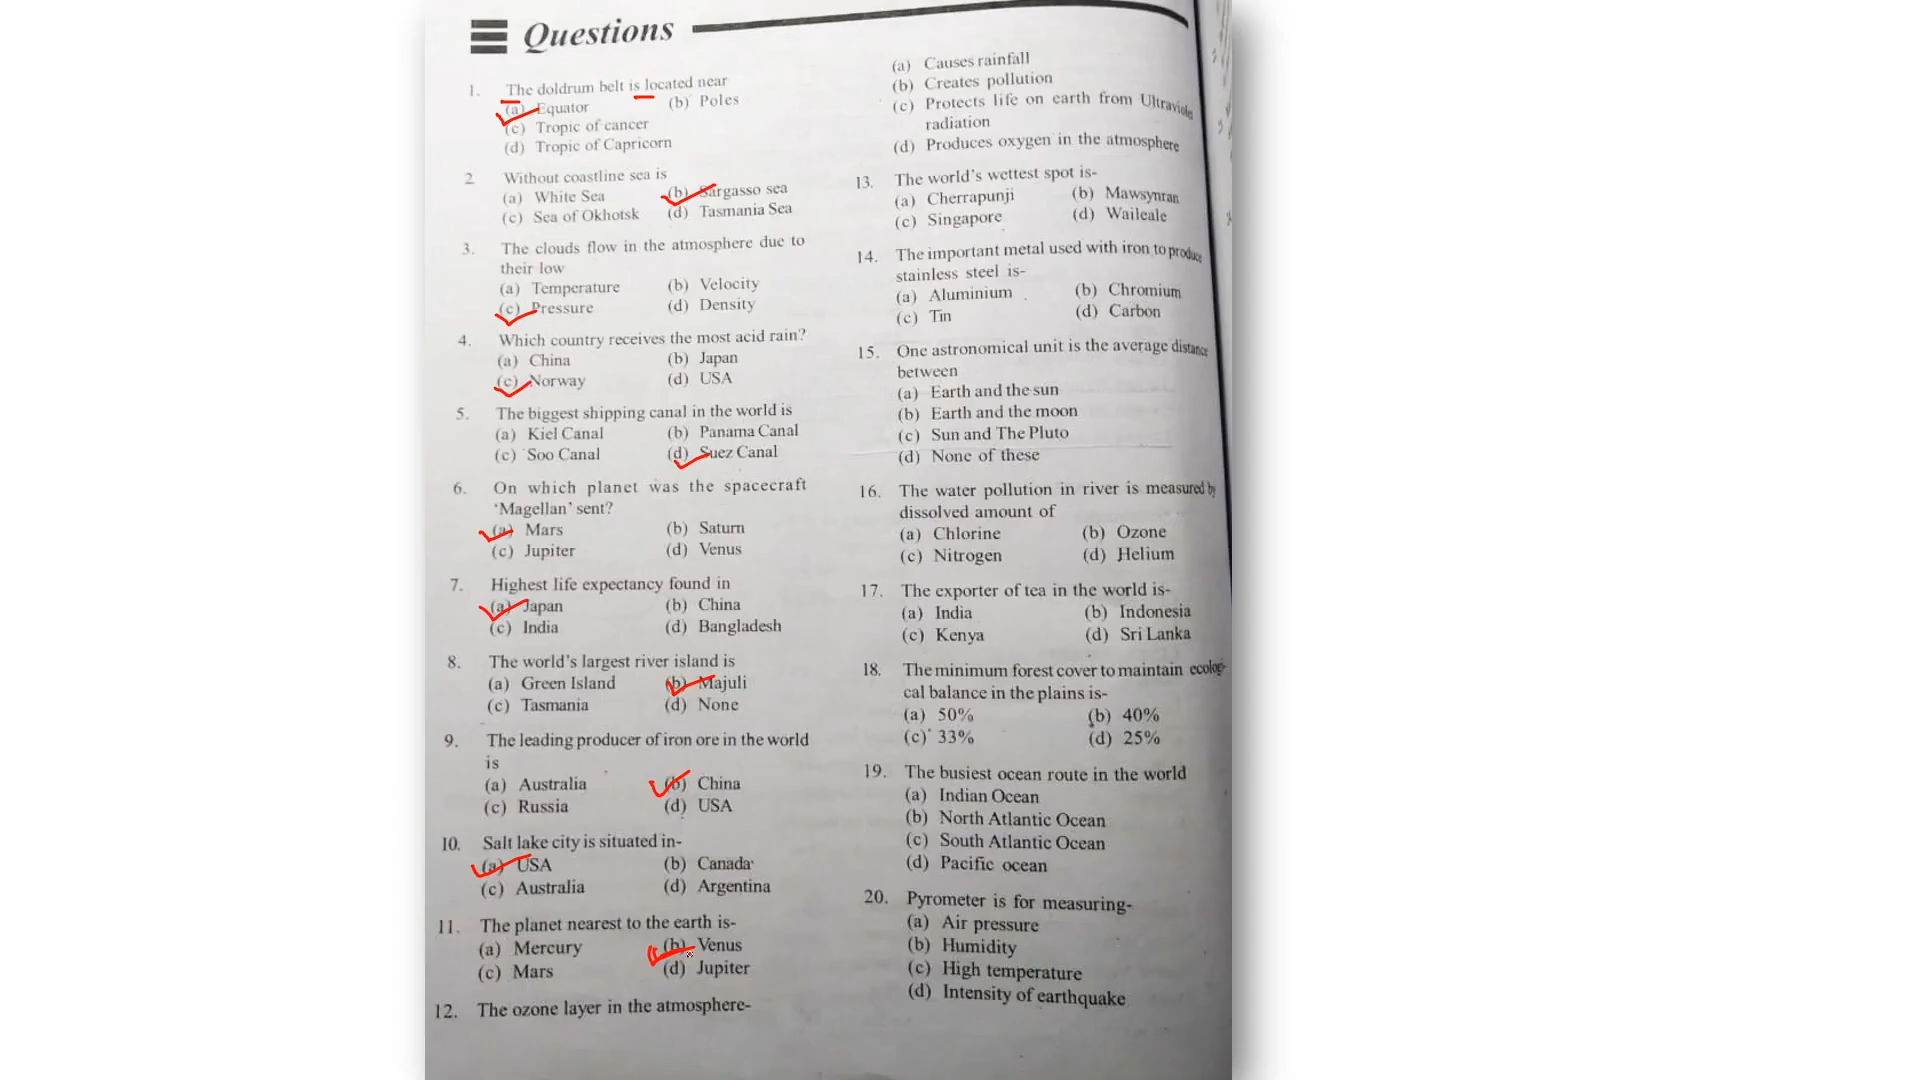 Questions
1. The doldrum belt is located near
(a) Equator (b) Poles
(c) Tropic of cancer
(d) Tropic of Capricorn
2 Without coastline sea is
(a) White Sea (b) Sargasso sea
(c) Sea of Okhotsk (d) Tasmania Sea
3. The clouds flow in the atmosphere due to
their low
(a) Temperature (b) Velocity
(c) Pressure (d) Density
4. Which country receives the most acid rain?
(a) China (b) Japan
(c) Norway (d) USA
5. The biggest shipping canal in the world is
(a) Kiel Canal (b) Panama Canal
(c) Soo Canal (d) Suez Canal
6. On which planet was the spacecraft
‘Magellan’ sent?
(a) Mars (b) Saturn
(c) Jupiter (d) Venus
7. Highest life expectancy found in
(a) Japan (b) China
(c) India (d) Bangladesh
8. The world’s largest river island is
(a) Green Island (b) Majuli
(c) Tasmania (d) None
9. The leading producer of iron ore in the world
is
(a) Australia (b) China
(c) Russia (d) USA
10. Salt lake city is situated in-
(a) USA (b) Canada
(c) Australia (d) Argentina
11. The planet nearest to the earth is-
(a) Mercury (b) Venus
(c) Mars (d) Jupiter
12. The ozone layer in the atmosphere-
(a) Causes rainfall
(b) Creates pollution
(c) Protects life on earth from Ultraviolet
radiation
(d) Produces oxygen in the atmosphere
13. The world’s wettest spot is-
(a) Cherrapunji (b) Mawsynran
(c) Singapore (d) Waileale
14. The important metal used with iron to produce
stainless steel is-
(a) Aluminium (b) Chromium
(c) Tin (d) Carbon
15. One astronomical unit is the average distance
between
(a) Earth and the sun
(b) Earth and the moon
(c) Sun and The Pluto
(d) None of these
16. The water pollution in river is measured by
dissolved amount of
(a) Chlorine (b) Ozone
(c) Nitrogen (d) Helium
17. The exporter of tea in the world is-
(a) India (b) Indonesia
(c) Kenya (d) Sri Lanka
18. The minimum forest cover to maintain ecologi-
cal balance in the plains is-
(a) 50% (b) 40%
(c) 33% (d) 25%
19. The busiest ocean route in the world
(a) Indian Ocean
(b) North Atlantic Ocean
(c) South Atlantic Ocean
(d) Pacific ocean
20. Pyrometer is for measuring-
(a) Air pressure
(b) Humidity
(c) High temperature
(d) Intensity of earthquake